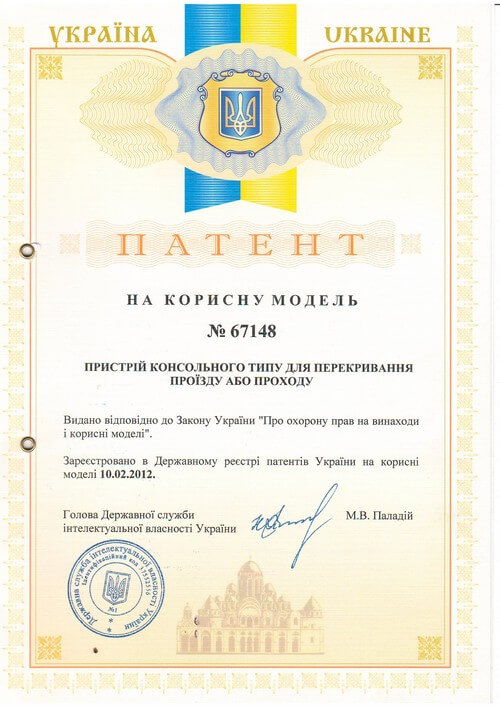 УКРАЇНА UKRAINE
ПАТЕНТ
НА КОРИСНУ МОДЕЛЬ
№ 67148
ПРИСТРІЙ КОНСОЛЬНОГО ТИПУ ДЛЯ ПЕРЕКРИВАННЯ
ПРОЇЗДУ АБО ПРОХОДУ
Видано відповідно до Закону України "Про охорону прав на винаходи
і корисні моделі".
Зареєстровано в Державному реєстрі патентів України на корисні
моделі 10.02.2012.
Голова Державної служби
інтелектуальної власності України
М.В. Паладій
Державна служба інтелектуальної власності України
Ідентифікаційний код 37552556
№1